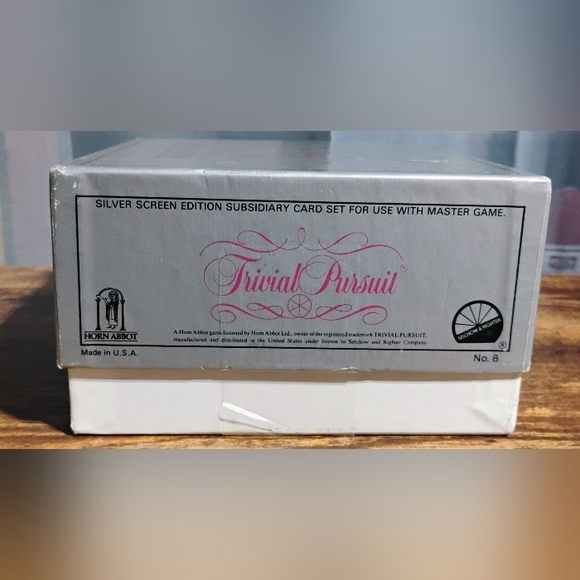 SILVER SCREEN EDITION SUBSIDIARY CARD SET FOR USE WITH MASTER GAME.
Trivial Pursuit®
HORN ABBOT
SELCHOW & RIGHTER
®
A Horn Abbot game licensed by Horn Abbot Ltd., owner of the registered trademark TRIVIAL PURSUIT.
manufactured and distributed in the United States under license to Selchow and Righter Company
Made in U.S.A.
No. 8